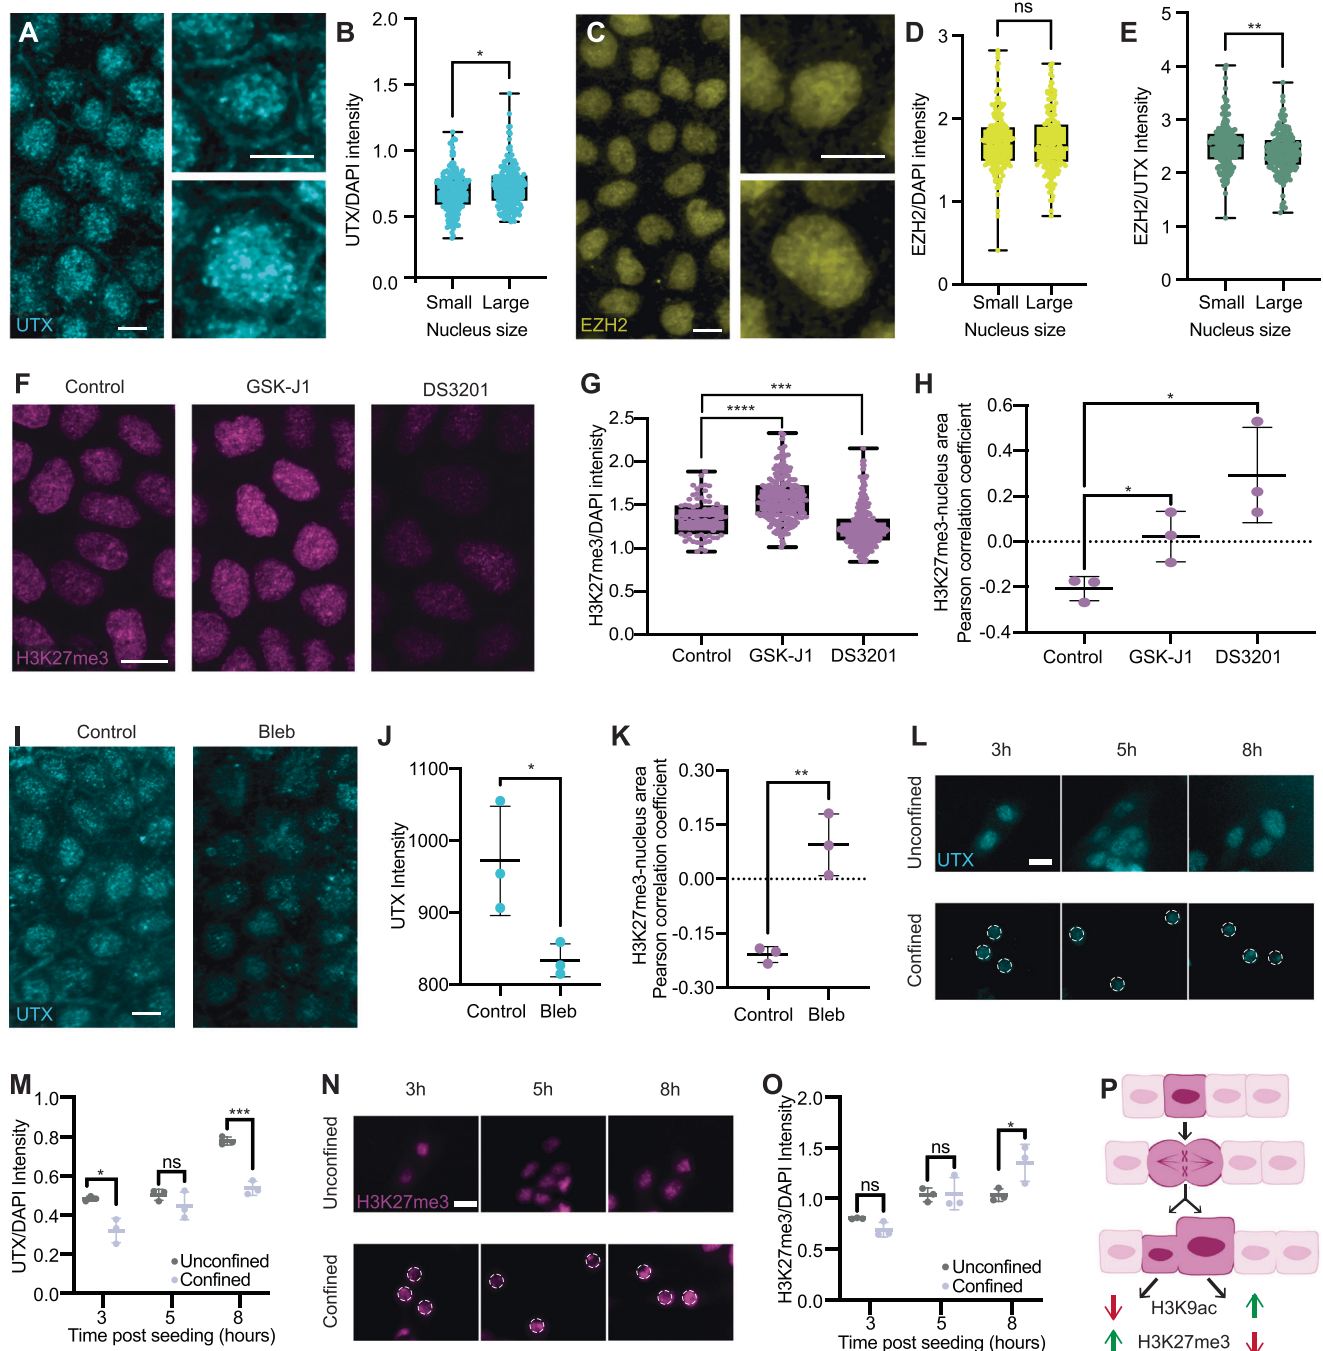 A
UTX
B
UTX/DAPI intensity
2.0
1.5
1.0
0.5
0.0
*
Small Large
Nucleus size
C
EZH2
D
EZH2/DAPI intensity
3
2
1
0
ns
Small Large
Nucleus size
E
EZH2/UTX Intensity
5
4
3
2
1
0
**
Small Large
Nucleus size
F
Control GSK-J1 DS3201
H3K27me3
G
H3K27me3/DAPI intenisty
2.5
2.0
1.5
1.0
0.5
0.0
***
****
Control GSK-J1 DS3201
H
H3K27me3-nucleus area
Pearson correlation coefficient
0.6
0.4
0.2
0.0
-0.2
-0.4
*
*
Control GSK-J1 DS3201
I
Control Bleb
UTX
J
UTX Intensity
1100
1000
900
800
*
Control Bleb
K
H3K27me3-nucleus area
Pearson correlation coefficient
0.30
0.15
0.00
-0.15
-0.30
**
Control Bleb
L
3h 5h 8h
Unconfined
UTX
Confined
M
UTX/DAPI Intensity
1.0
0.8
0.6
0.4
0.2
0.0
*
ns
***
Unconfined
Confined
3 5 8
Time post seeding (hours)
N
3h 5h 8h
Unconfined
H3K27me3
Confined
O
H3K27me3/DAPI Intensity
2.0
1.5
1.0
0.5
0.0
ns
ns
*
Unconfined
Confined
3 5 8
Time post seeding (hours)
P
H3K9ac
H3K27me3